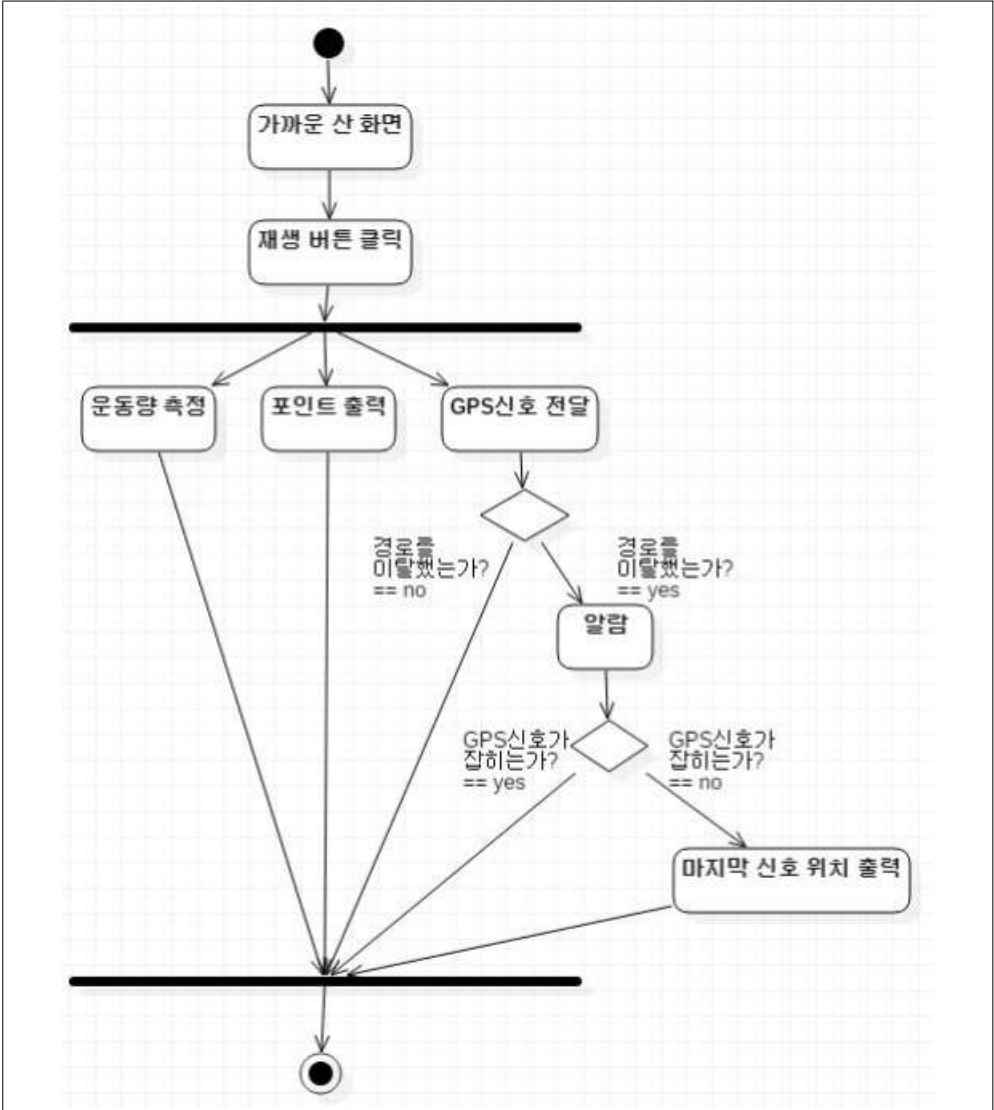 가까운 산 화면
재생 버튼 클릭
운동량 측정
포인트 출력
GPS신호 전달
경로를
이탈했는가?
== no
경로를
이탈했는가?
== yes
알람
GPS신호가
잡히는가?
== yes
GPS신호가
잡히는가?
== no
마지막 신호 위치 출력